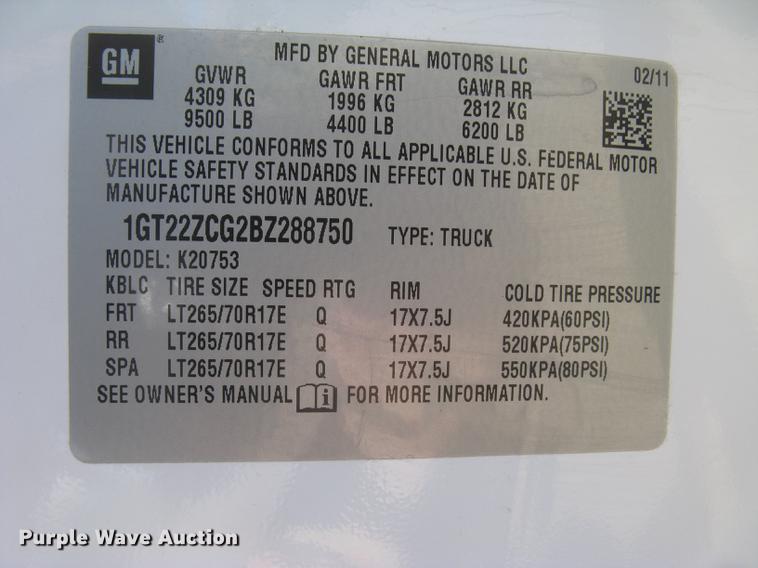 GM®
MFD BY GENERAL MOTORS LLC 02/11
GVWR GAWR FRT GAWR RR
4309 KG 1996 KG 2812 KG
9500 LB 4400 LB 6200 LB
THIS VEHICLE CONFORMS TO ALL APPLICABLE U.S. FEDERAL MOTOR
VEHICLE SAFETY STANDARDS IN EFFECT ON THE DATE OF
MANUFACTURE SHOWN ABOVE.
1GT22ZCG2BZ288750 TYPE: TRUCK
MODEL: K20753
KBLC TIRE SIZE SPEED RTG RIM COLD TIRE PRESSURE
FRT LT265/70R17E Q 17X7.5J 420KPA(60PSI)
RR LT265/70R17E Q 17X7.5J 520KPA(75PSI)
SPA LT265/70R17E Q 17X7.5J 550KPA(80PSI)
SEE OWNER'S MANUAL i FOR MORE INFORMATION.
Purple Wave Auction